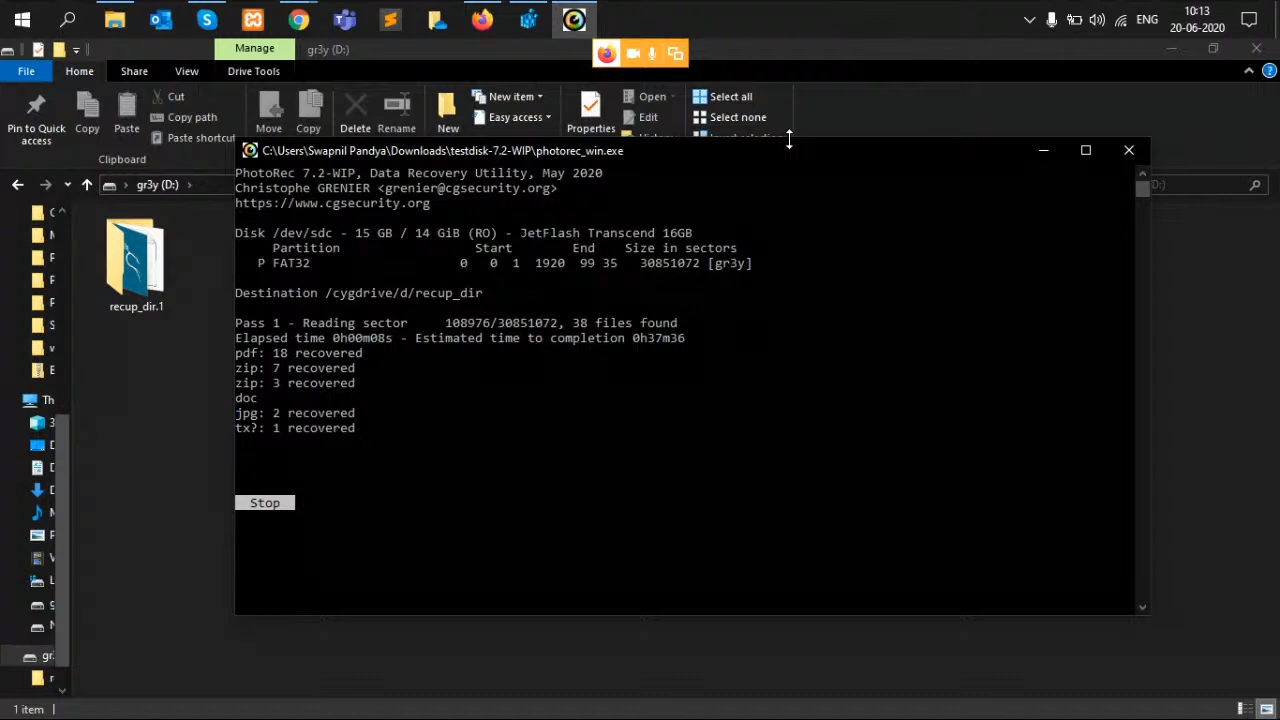 ENG
10:13
20-06-2020
Manage
gr3y (D:)
File
Home
Share
View
Drive Tools
Pin to Quick access
Copy
Paste
Cut
Copy path
Paste shortcut
Clipboard
Move
Copy
Delete
Rename
New
New item
Easy access
Properties
Open
Edit
Select all
Select none
gr3y (D:)
recup_dir.1
C:\Users\Swapnil Pandya\Downloads\testdisk-7.2-WIP\photorec_win.exe
PhotoRec 7.2-WIP, Data Recovery Utility, May 2020
Christophe GRENIER <grenier@cgsecurity.org>
https://www.cgsecurity.org
Disk /dev/sdc - 15 GB / 14 GiB (RO) - JetFlash Transcend 16GB
Partition Start End Size in sectors
P FAT32 0 0 1 1920 99 35 30851072 [gr3y]
Destination /cygdrive/d/recup_dir
Pass 1 - Reading sector 108976/30851072, 38 files found
Elapsed time 0h00m08s - Estimated time to completion 0h37m36
pdf: 18 recovered
zip: 7 recovered
zip: 3 recovered
doc
jpg: 2 recovered
tx?: 1 recovered
Stop
Th
gr
1 item